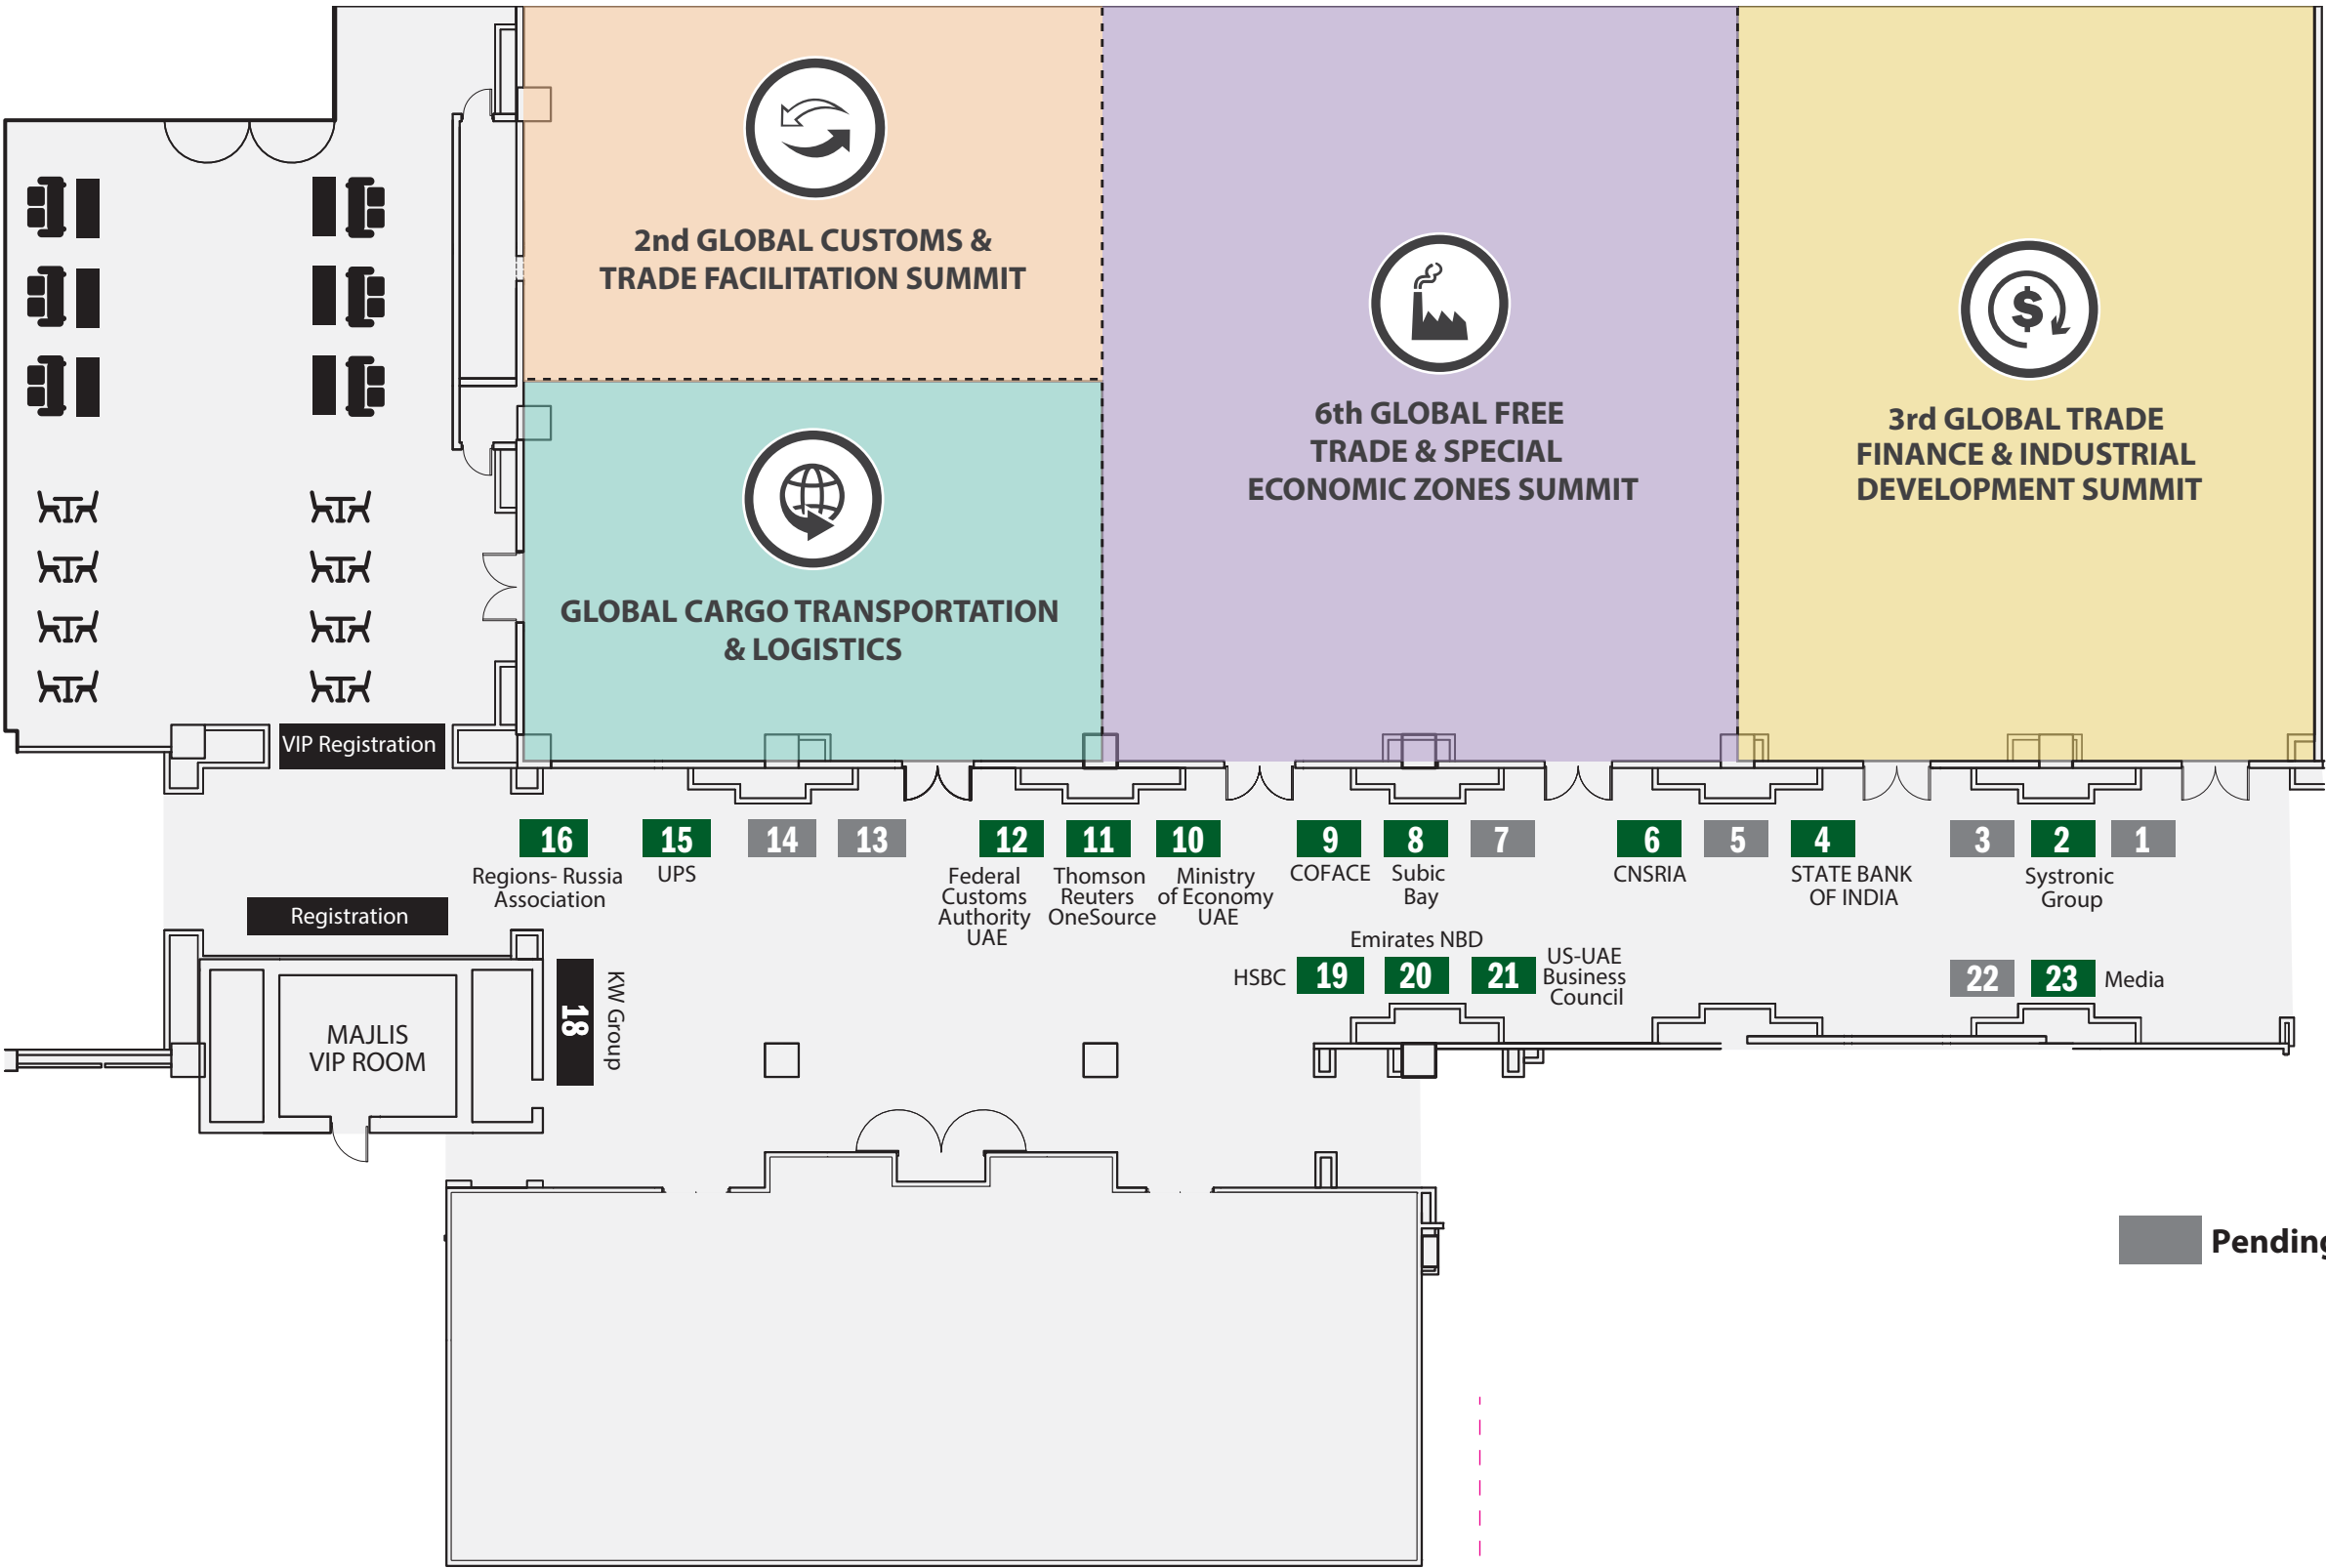 2nd GLOBAL CUSTOMS &
TRADE FACILITATION SUMMIT
GLOBAL CARGO TRANSPORTATION
& LOGISTICS
6th GLOBAL FREE
TRADE & SPECIAL
ECONOMIC ZONES SUMMIT
$
3rd GLOBAL TRADE
FINANCE & INDUSTRIAL
DEVELOPMENT SUMMIT
VIP Registration
16
Regions- Russia
Association
15
UPS
14
13
12
Federal
Customs
Authority
UAE
11
Thomson
Reuters
OneSource
10
Ministry
of Economy
UAE
9
COFACE
8
Subic
Bay
7
6
CNSRIA
5
4
STATE BANK
OF INDIA
3
2
Systronic
Group
1
Registration
MAJLIS
VIP ROOM
18
KW Group
HSBC
19
Emirates NBD
20
21
US-UAE
Business
Council
22
23
Media
Pending